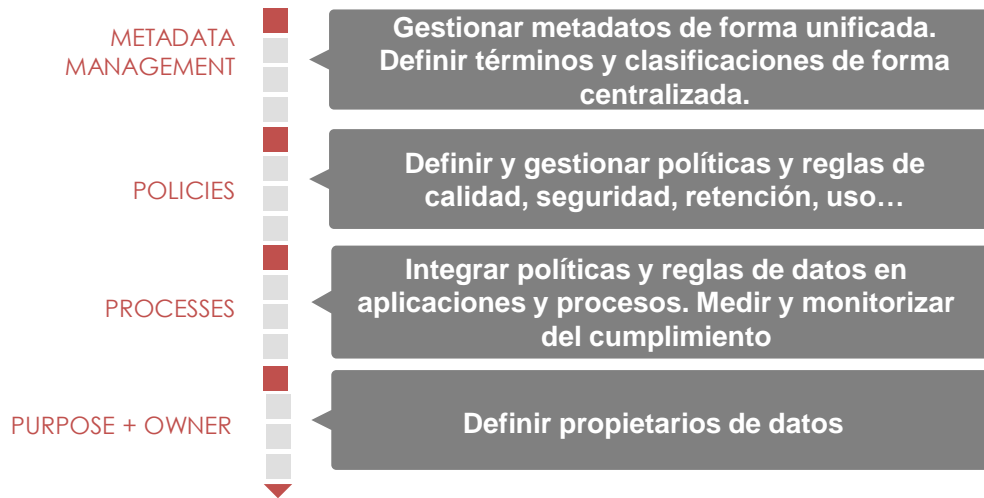 METADATA
MANAGEMENT
Gestionar metadatos de forma unificada.
Definir términos y clasificaciones de forma
centralizada.
POLICIES
Definir y gestionar políticas y reglas de
calidad, seguridad, retención, uso…
PROCESSES
Integrar políticas y reglas de datos en
aplicaciones y procesos. Medir y monitorizar
del cumplimiento
PURPOSE + OWNER
Definir propietarios de datos